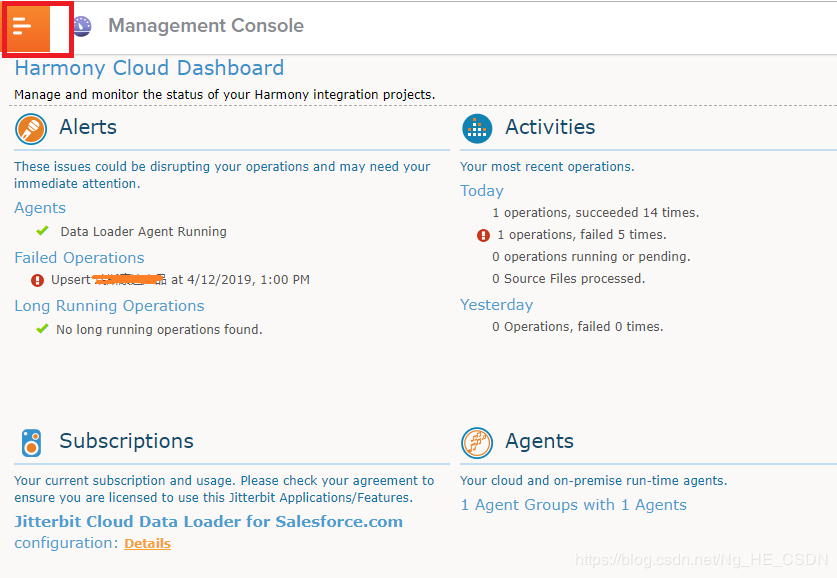 Management Console
Harmony Cloud Dashboard
Manage and monitor the status of your Harmony integration projects.
Alerts
These issues could be disrupting your operations and may need your
immediate attention.
Agents
Data Loader Agent Running
Failed Operations
Upsert 品 at 4/12/2019, 1:00 PM
Long Running Operations
No long running operations found.
Activities
Your most recent operations.
Today
1 operations, succeeded 14 times.
1 operations, failed 5 times.
0 operations running or pending.
0 Source Files processed.
Yesterday
0 Operations, failed 0 times.
Subscriptions
Your current subscription and usage. Please check your agreement to
ensure you are licensed to use this Jitterbit Applications/Features.
Jitterbit Cloud Data Loader for Salesforce.com
configuration: Details
Agents
Your cloud and on-premise run-time agents.
1 Agent Groups with 1 Agents
https://blog.csdn.net/Ng_HE_CSDN